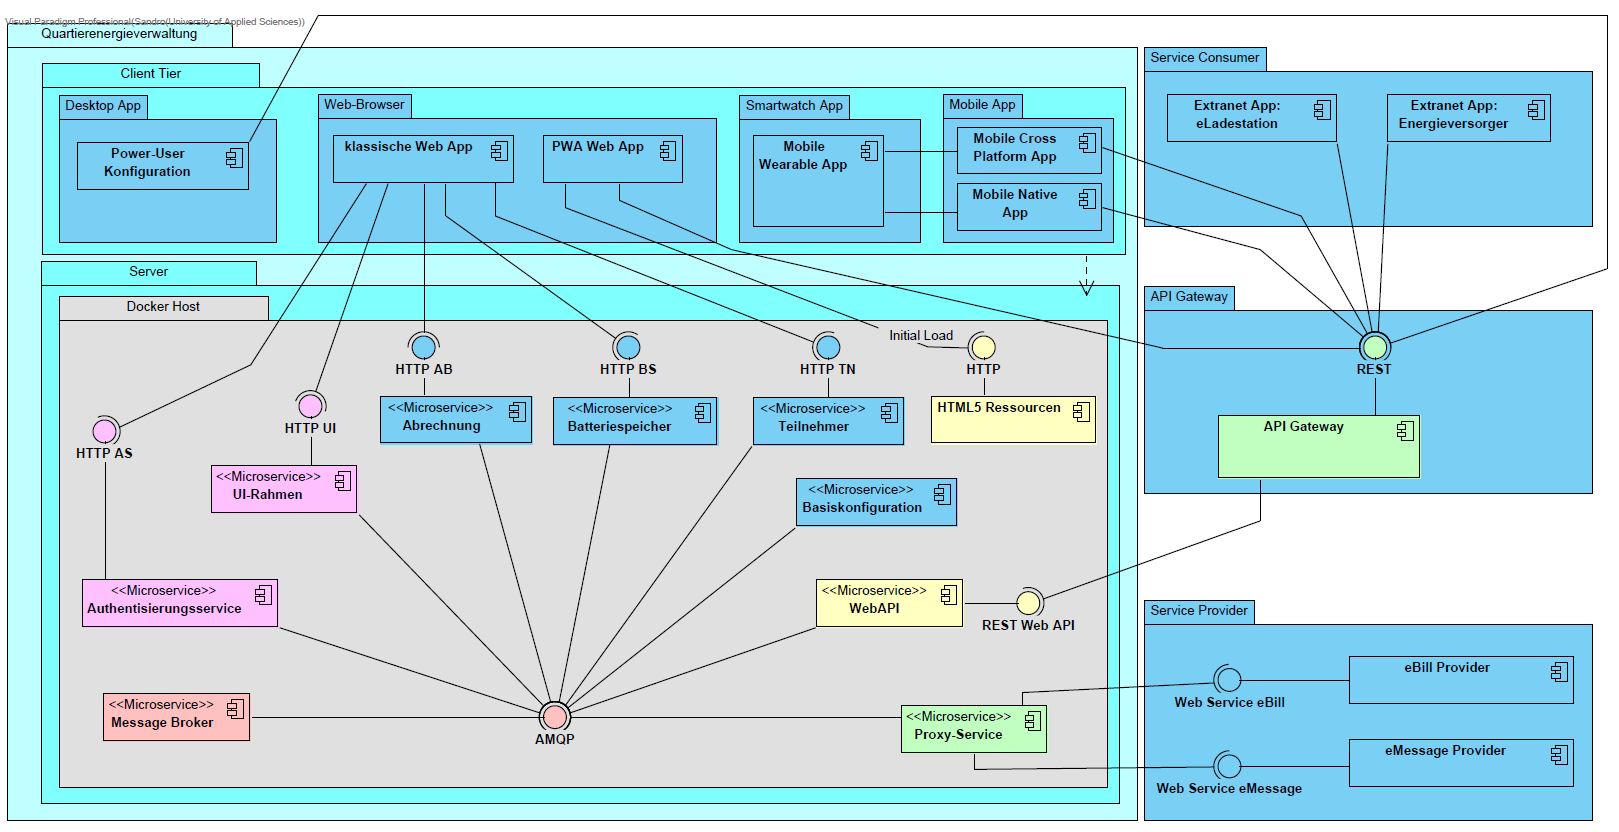 Visual Paradigm Professional(Sandro(University of Applied Sciences))
Quartierenergieverwaltung
Client Tier
Desktop App
Power-User
Konfiguration
Web-Browser
klassische Web App
PWA Web App
Smartwatch App
Mobile
Wearable App
Mobile App
Mobile Cross
Platform App
Mobile Native
App
Service Consumer
Extranet App:
eLadestation
Extranet App:
Energieversorger
Server
Docker Host
Initial Load
HTTP AB
HTTP BS
HTTP TN
HTTP
HTTP UI
HTTP AS
<<Microservice>>
Abrechnung
<<Microservice>>
Batteriespeicher
<<Microservice>>
Teilnehmer
HTML5 Ressourcen
<<Microservice>>
UI-Rahmen
<<Microservice>>
Basiskonfiguration
<<Microservice>>
Authentisierungsservice
<<Microservice>>
WebAPI
REST Web API
<<Microservice>>
Message Broker
AMQP
<<Microservice>>
Proxy-Service
API Gateway
REST
API Gateway
Service Provider
eBill Provider
Web Service eBill
eMessage Provider
Web Service eMessage